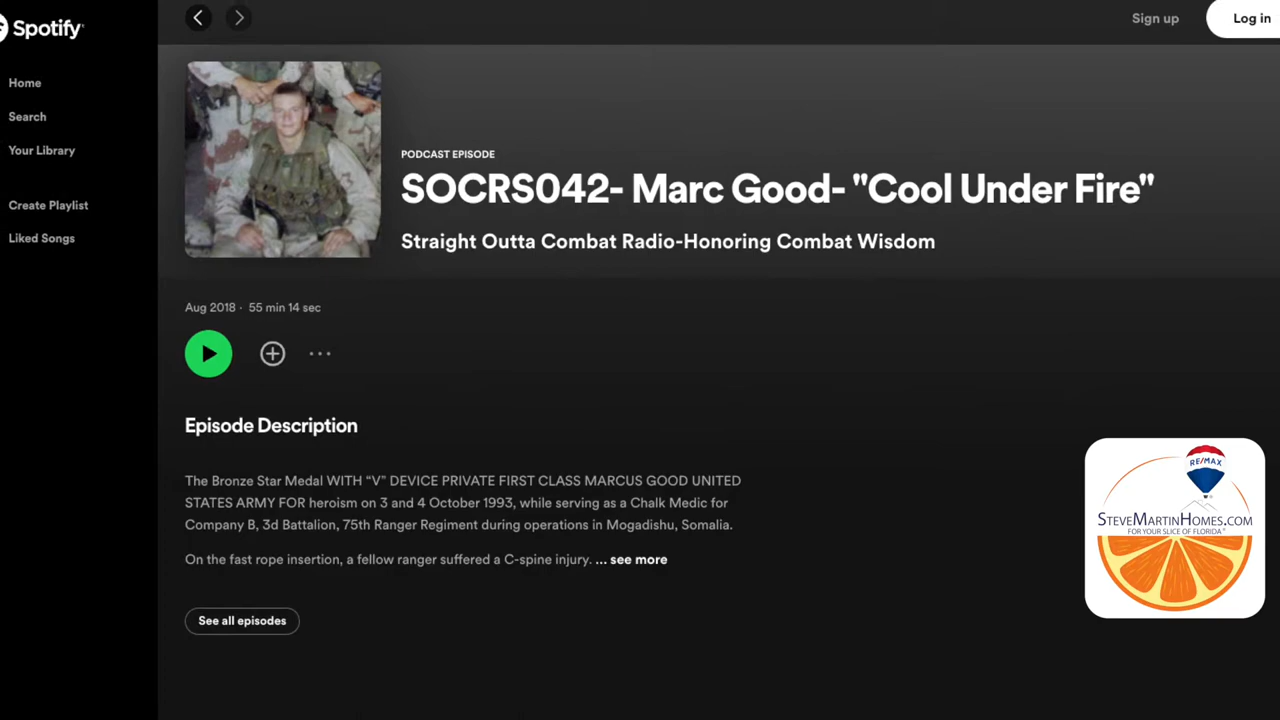 Spotify
Home
Search
Your Library
Create Playlist
Liked Songs
Sign up
Log in
PODCAST EPISODE
SOCRS042- Marc Good- "Cool Under Fire"
Straight Outta Combat Radio-Honoring Combat Wisdom
Aug 2018 · 55 min 14 sec
Episode Description
The Bronze Star Medal WITH “V” DEVICE PRIVATE FIRST CLASS MARCUS GOOD UNITED
STATES ARMY FOR heroism on 3 and 4 October 1993, while serving as a Chalk Medic for
Company B, 3d Battalion, 75th Ranger Regiment during operations in Mogadishu, Somalia.
On the fast rope insertion, a fellow ranger suffered a C-spine injury. ... see more
See all episodes
RE/MAX
STEVEMARTINHOMES.COM
FOR YOUR SLICE OF FLORIDA